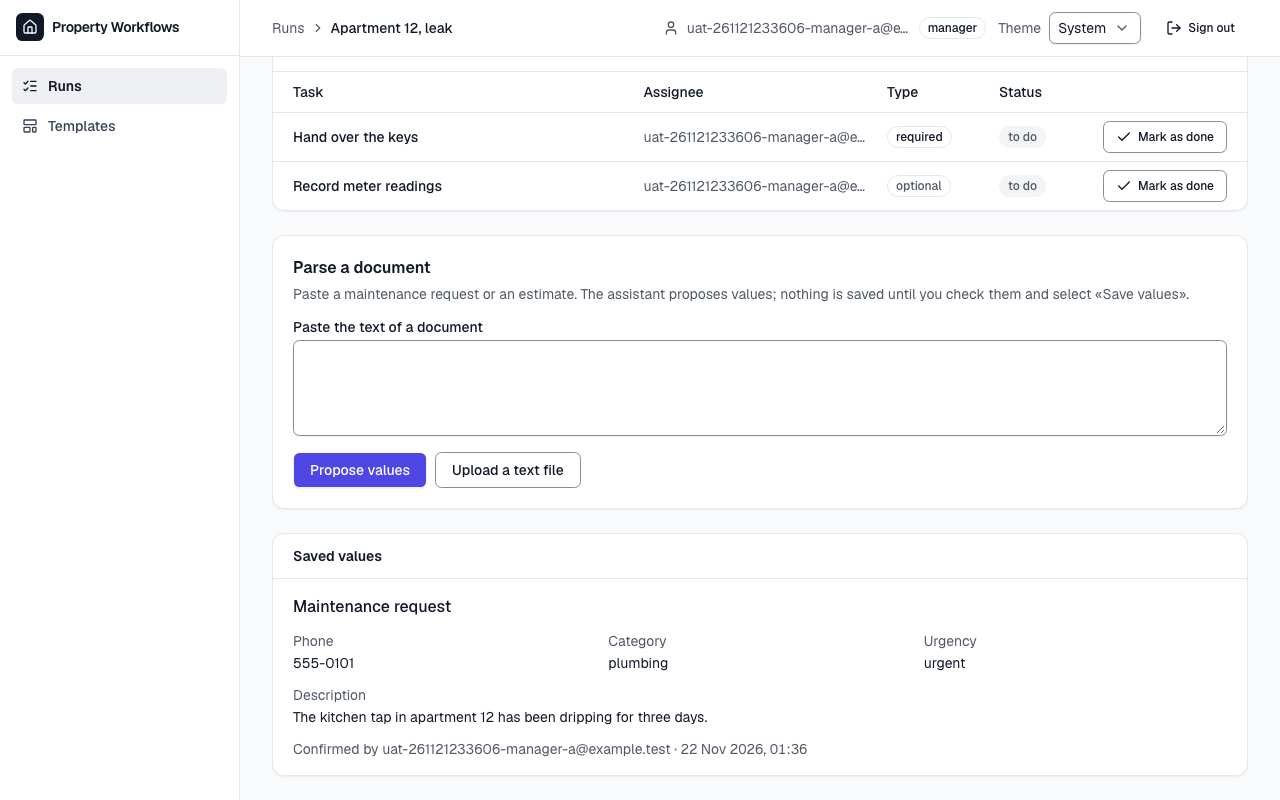 Property Workflows
Runs
Templates
Runs > Apartment 12, leak
uat-261121233606-manager-a@e…
manager
Theme
System
Sign out
Task Assignee Type Status
Hand over the keys uat-261121233606-manager-a@e… required to do Mark as done
Record meter readings uat-261121233606-manager-a@e… optional to do Mark as done
Parse a document
Paste a maintenance request or an estimate. The assistant proposes values; nothing is saved until you check them and select «Save values».
Paste the text of a document
Propose values Upload a text file
Saved values
Maintenance request
Phone Category Urgency
555-0101 plumbing urgent
Description
The kitchen tap in apartment 12 has been dripping for three days.
Confirmed by uat-261121233606-manager-a@example.test · 22 Nov 2026, 01:36